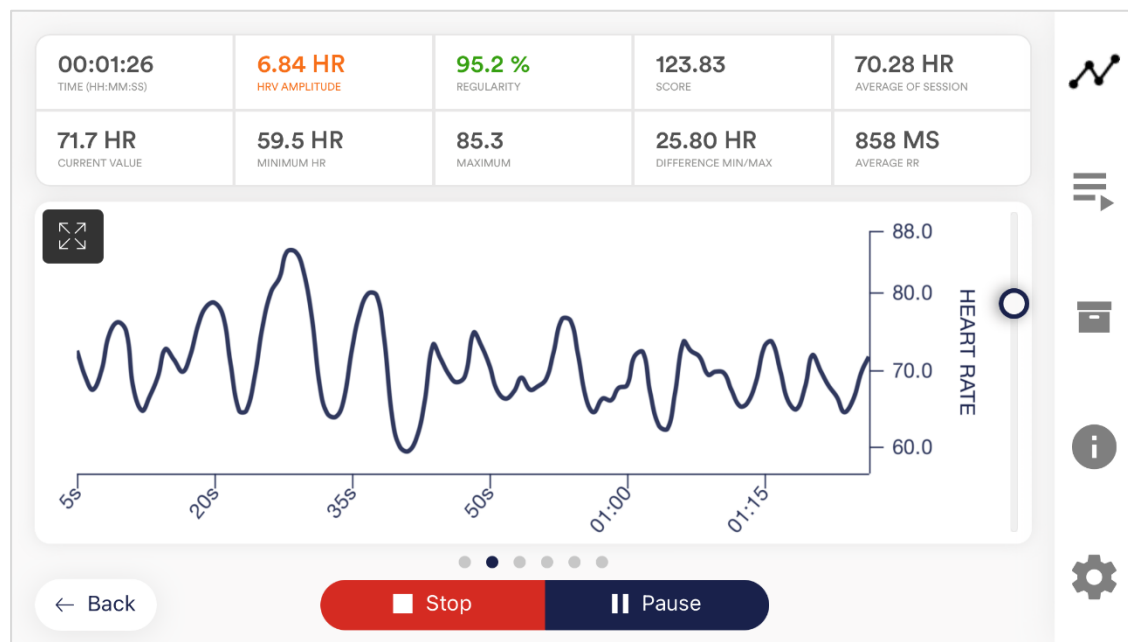 00:01:26
TIME (HH:MM:SS)
6.84 HR
HRV AMPLITUDE
95.2 %
REGULARITY
123.83
SCORE
70.28 HR
AVERAGE OF SESSION
71.7 HR
CURRENT VALUE
59.5 HR
MINIMUM HR
85.3
MAXIMUM
25.80 HR
DIFFERENCE MIN/MAX
858 MS
AVERAGE RR
88.0
80.0
70.0
60.0
HEART RATE
5s
20s
35s
50s
01:00
01:15
← Back
Stop
Pause